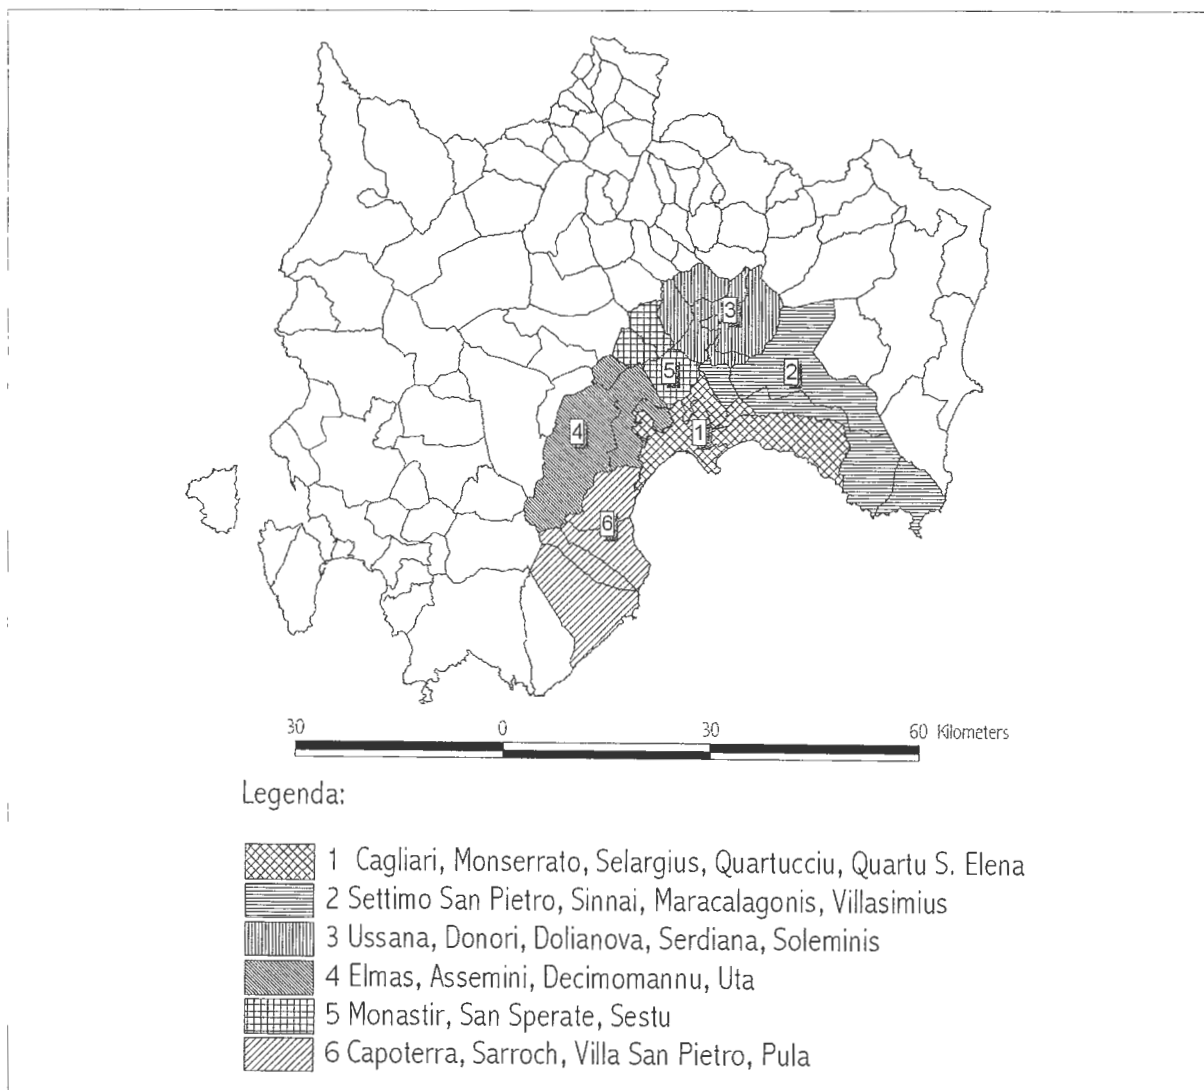 3
5
2
4
1
6
30 0 30 60 Kilometers
Legenda:
1 Cagliari, Monserrato, Selargius, Quartucciu, Quartu S. Elena
2 Settimo San Pietro, Sinnai, Maracalagonis, Villasimius
3 Ussana, Donori, Dolianova, Serdiana, Soleminis
4 Elmas, Assemini, Decimomannu, Uta
5 Monastir, San Sperate, Sestu
6 Capoterra, Sarroch, Villa San Pietro, Pula